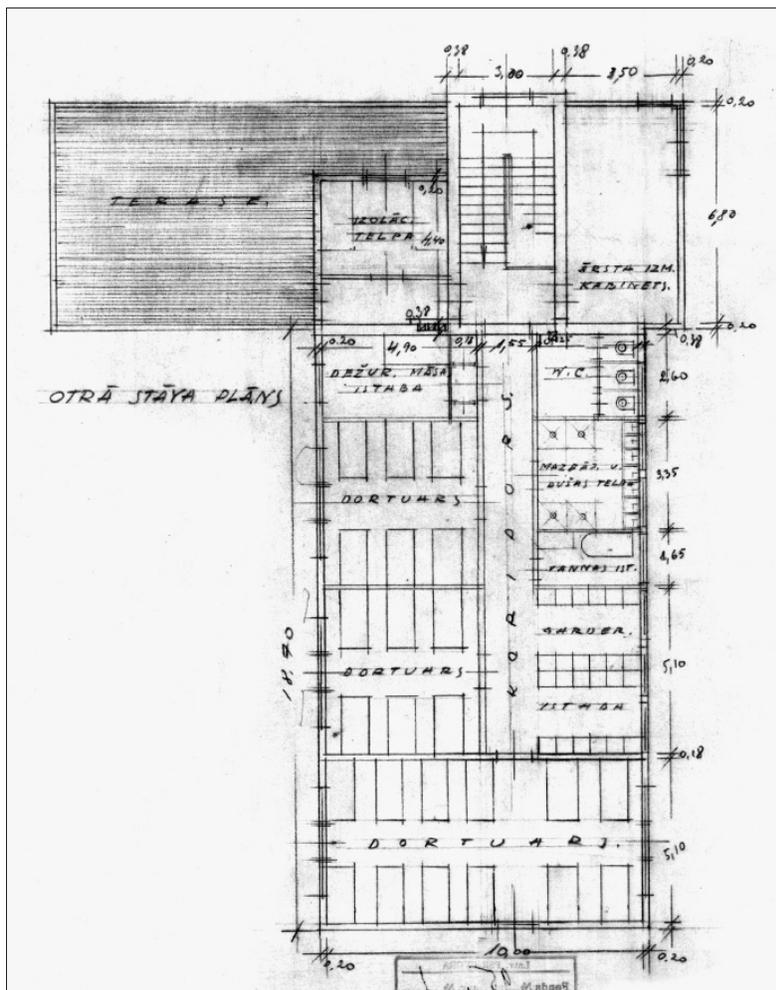 0,38
3,00
0,38
3,50
0,20
0,20
TERASE.
IZOLĀC.
TELPA
0,20
4,40
6,80
ĀRSTA IZM.
KABINETS.
0,38
0,20
0,20
4,90
0,18
1,55
0,38
DEŽUR. MĀSA
ISTABA
W.C
2,60
OTRĀ STĀVA PLĀNS
KORIDORS.
DORTUARS
MAZGĀJ. U.
DUŠAS TELPA
3,35
VANNAS IST.
1,65
GARDER.
ISTABA
5,10
18,70
DORTUARS
0,18
DORTUARS.
5,10
10,00
0,20
0,20